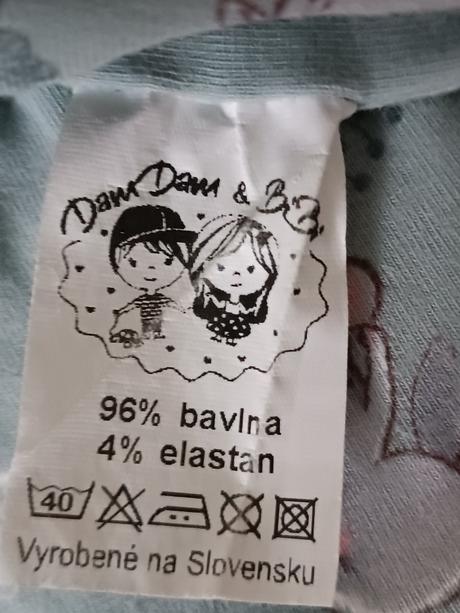 Dam Dam & B.B.
96% bavlna
4% elastan
40
Vyrobené na Slovensku